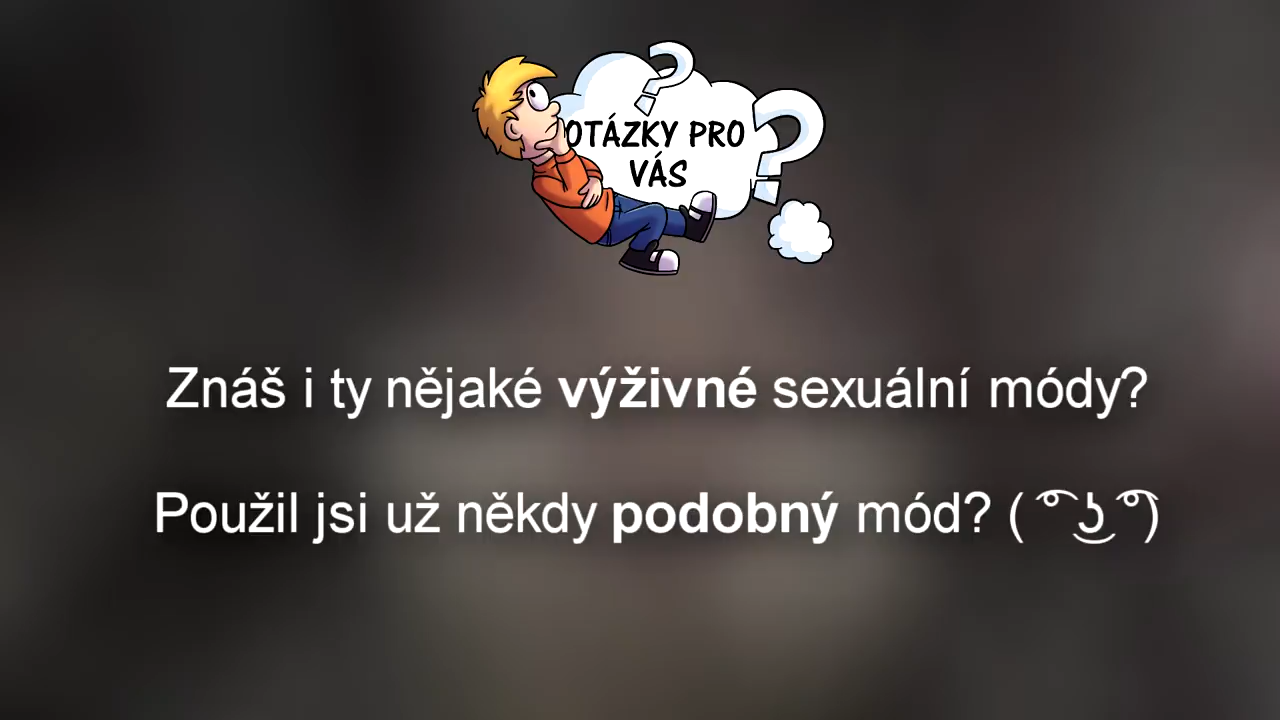 OTÁZKY PRO
VÁS
Znáš i ty nějaké výživné sexuální módy?
Použil jsi už někdy podobný mód? ( ͡° ͜ʖ ͡°)